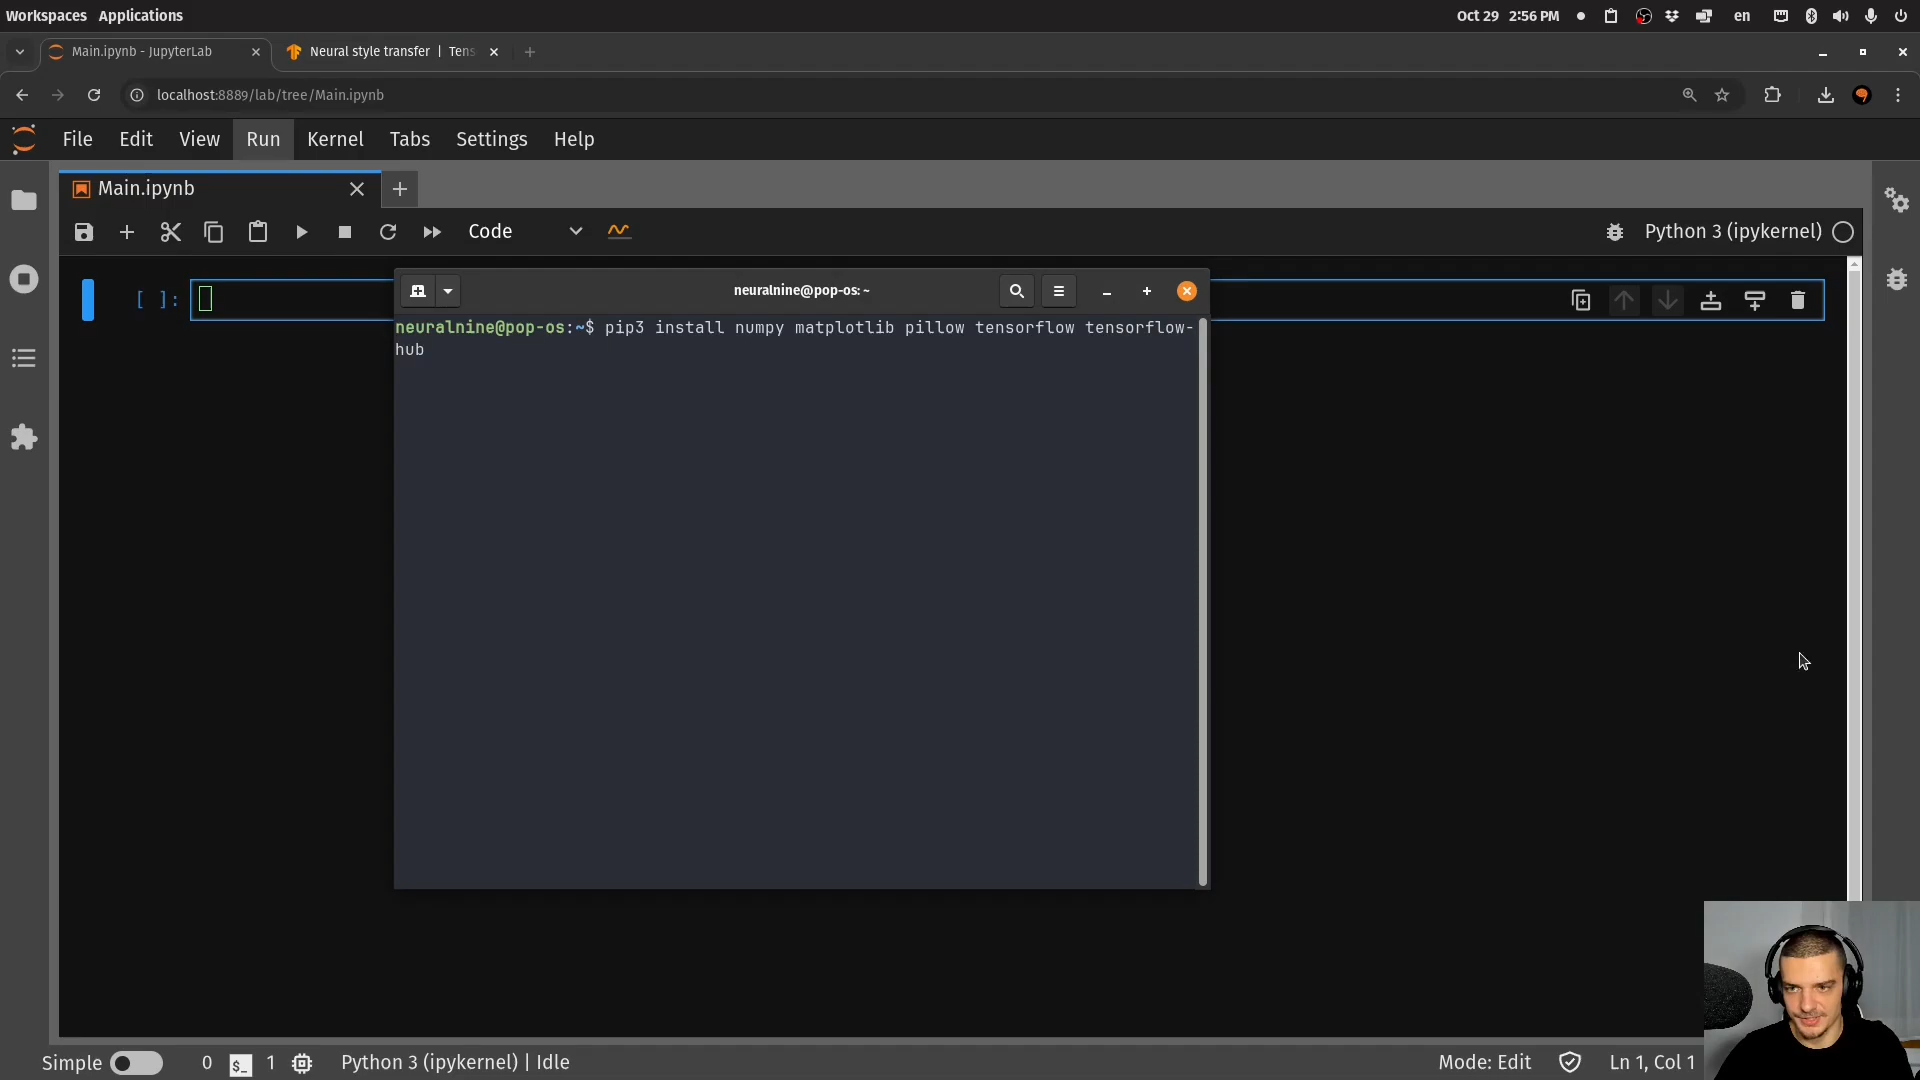 Workspaces Applications
Oct 29 2:56 PM
en
Main.ipynb - JupyterLab
Neural style transfer | Tens
localhost:8889/lab/tree/Main.ipynb
File Edit View Run Kernel Tabs Settings Help
Main.ipynb
Code
Python 3 (ipykernel)
[ ]:
neuralnine@pop-os: ~
neuralnine@pop-os:~$ pip3 install numpy matplotlib pillow tensorflow tensorflow-
hub
Simple 0 $_ 1 Python 3 (ipykernel) | Idle
Mode: Edit Ln 1, Col 1